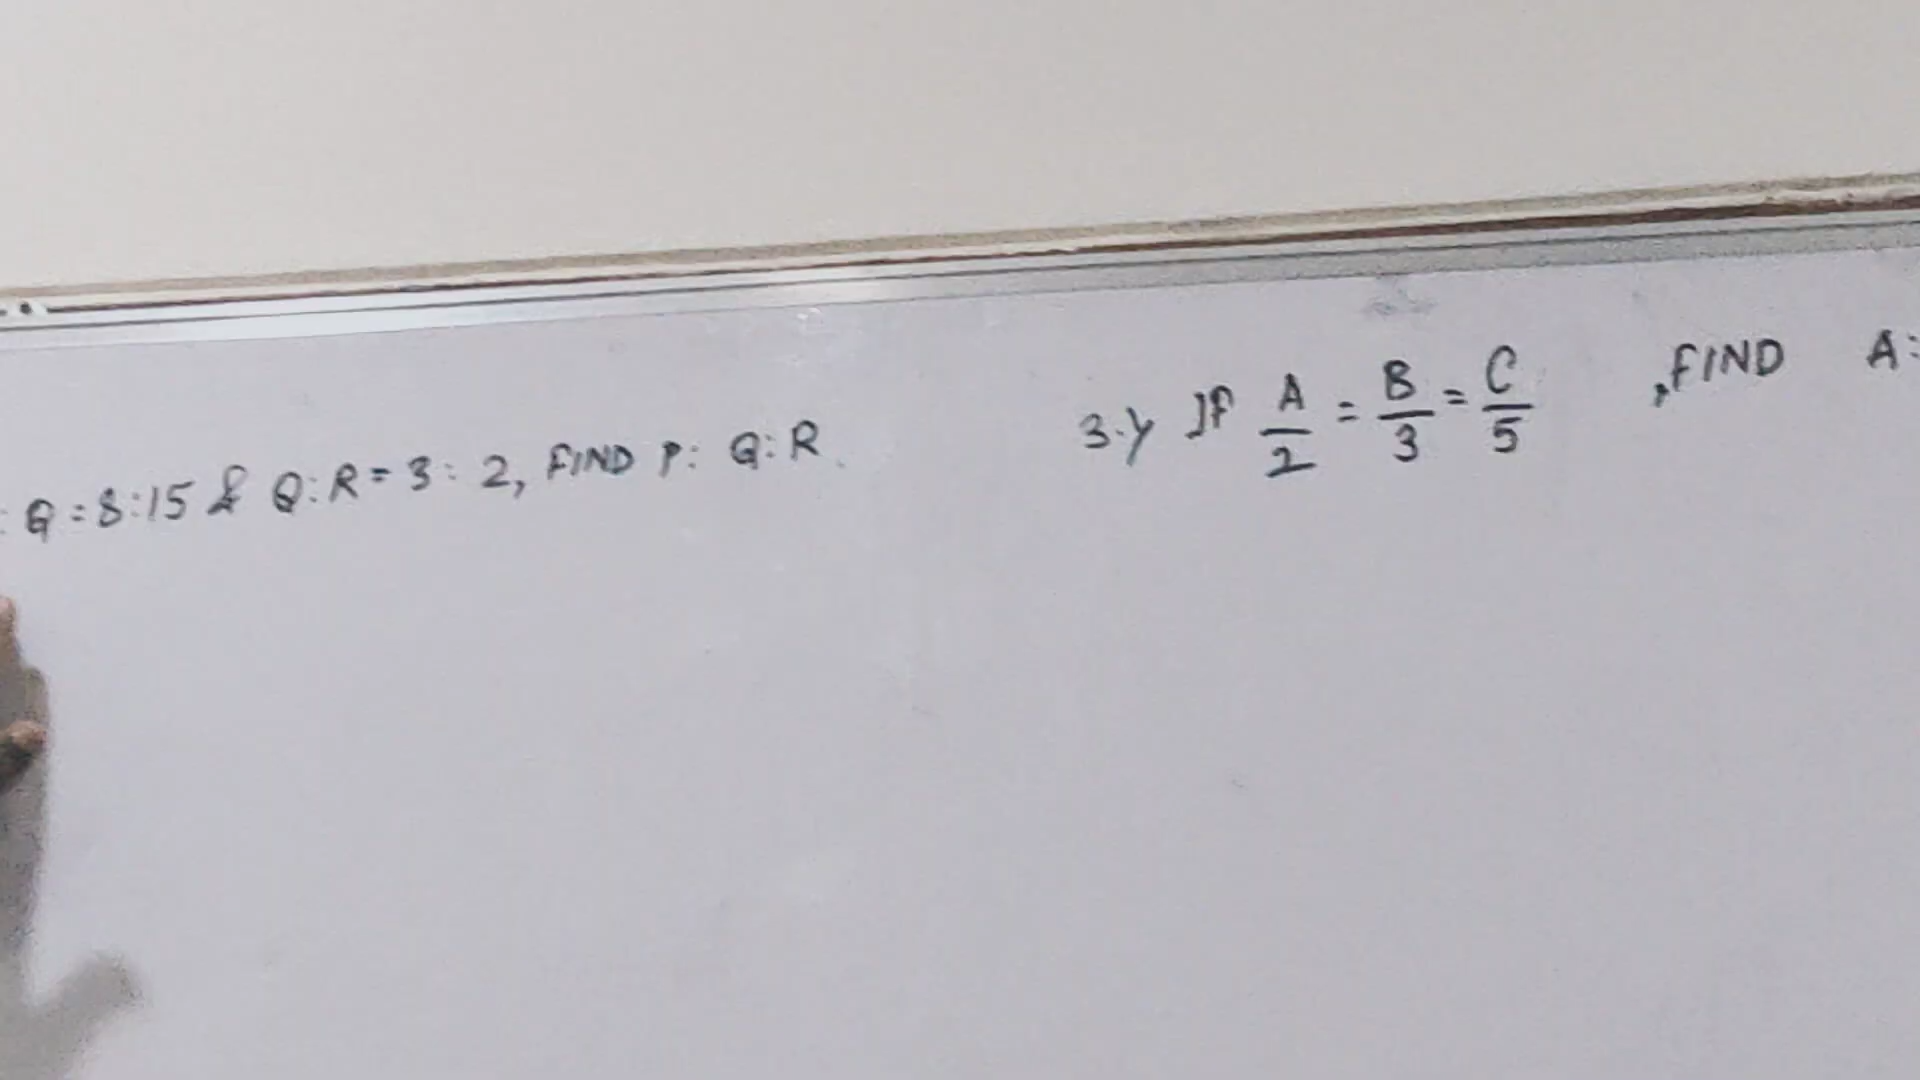 : Q = 8:15 & Q:R = 3: 2, FIND P: Q:R.
3.) If A/2 = B/3 = C/5 , FIND A: